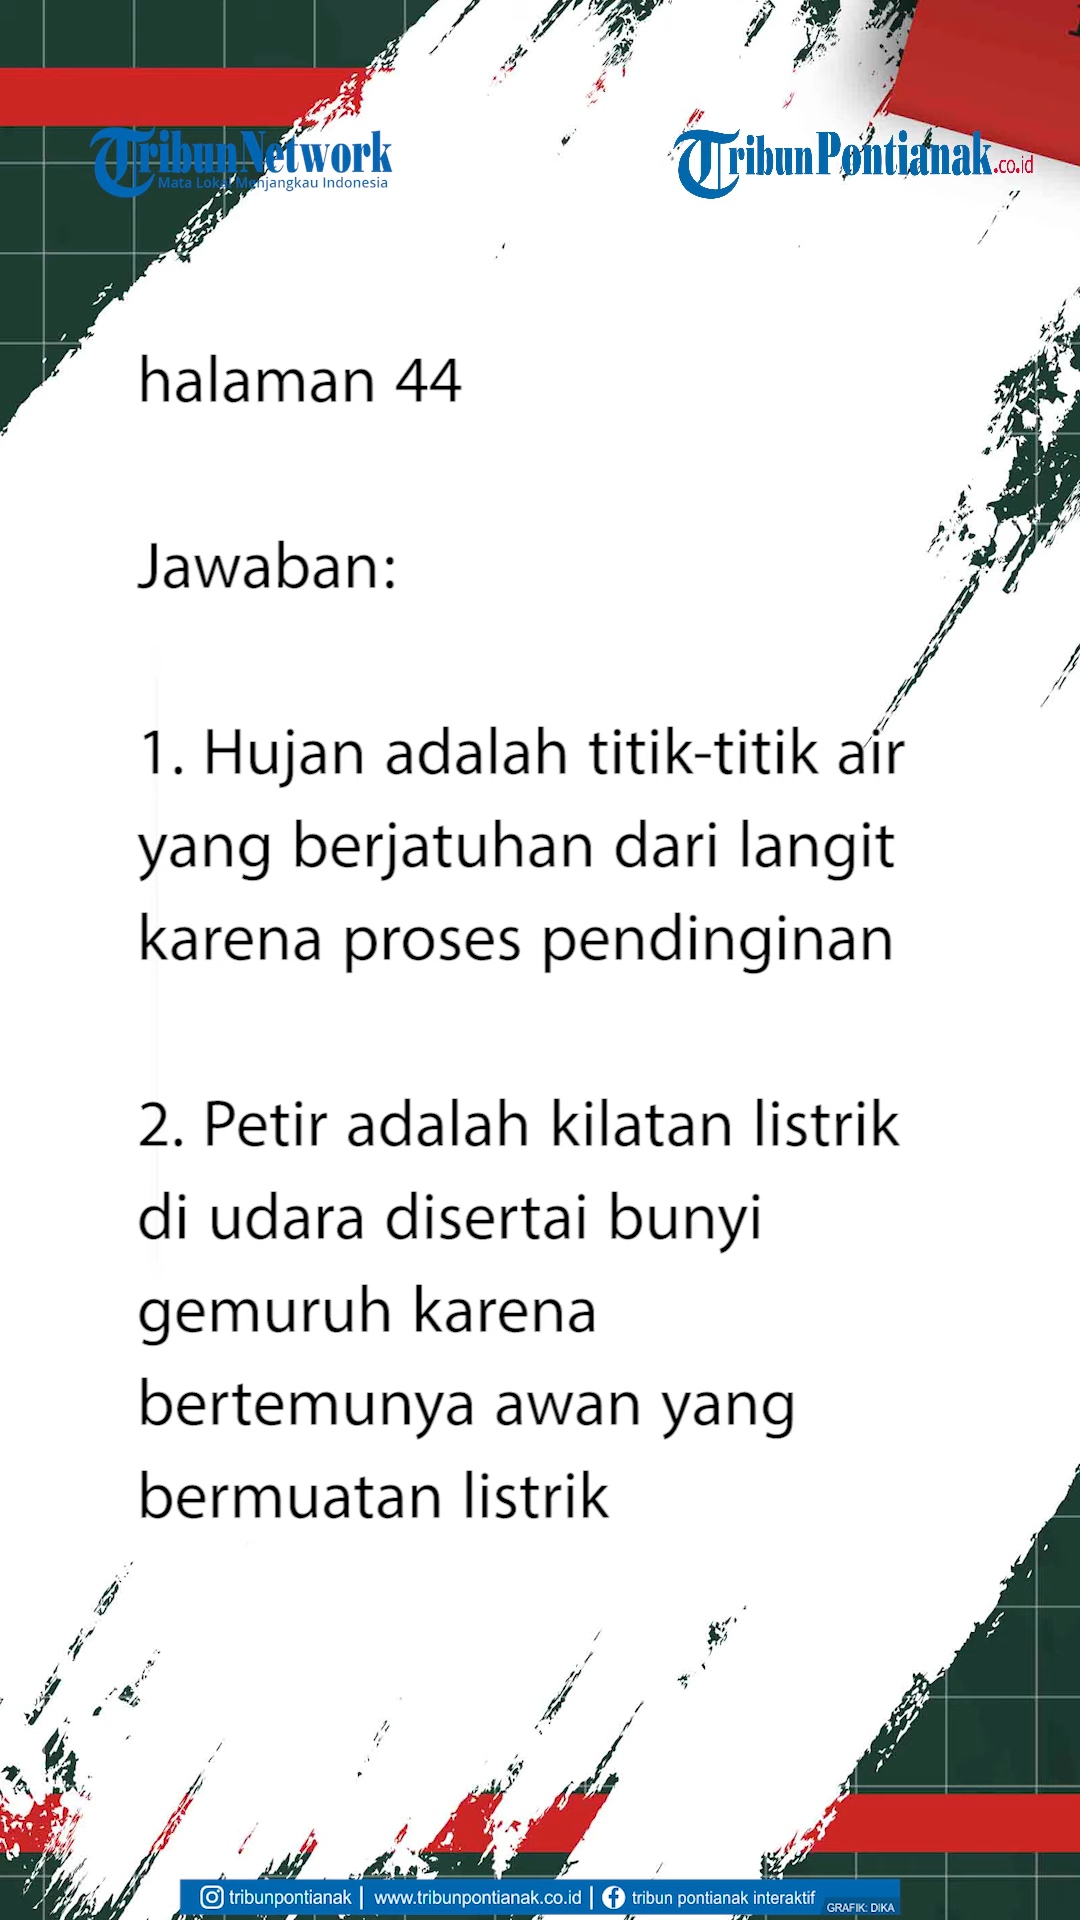 TribunNetwork
Mata Lokal Menjangkau Indonesia
TribunPontianak.co.id
halaman 44
Jawaban:
1. Hujan adalah titik-titik air
yang berjatuhan dari langit
karena proses pendinginan
2. Petir adalah kilatan listrik
di udara disertai bunyi
gemuruh karena
bertemunya awan yang
bermuatan listrik
tribunpontianak | www.tribunpontianak.co.id | tribun pontianak interaktif
GRAFIK: DIKA